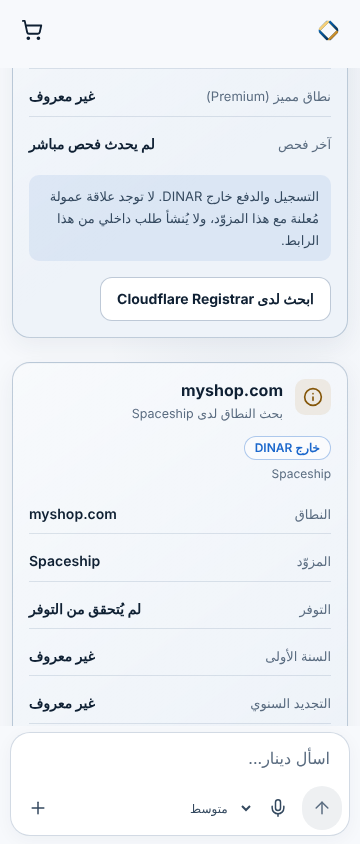 نطاق مميز (Premium)
غير معروف
آخر فحص
لم يحدث فحص مباشر
التسجيل والدفع خارج DINAR. لا توجد علاقة عمولة
مُعلنة مع هذا المزوّد، ولا يُنشأ طلب داخلي من هذا
الرابط.
ابحث لدى Cloudflare Registrar
myshop.com
بحث النطاق لدى Spaceship
خارج DINAR
Spaceship
النطاق
myshop.com
المزوّد
Spaceship
التوفر
لم يُتحقق من التوفر
السنة الأولى
غير معروف
التجديد السنوي
غير معروف
اسأل دينار...
متوسط